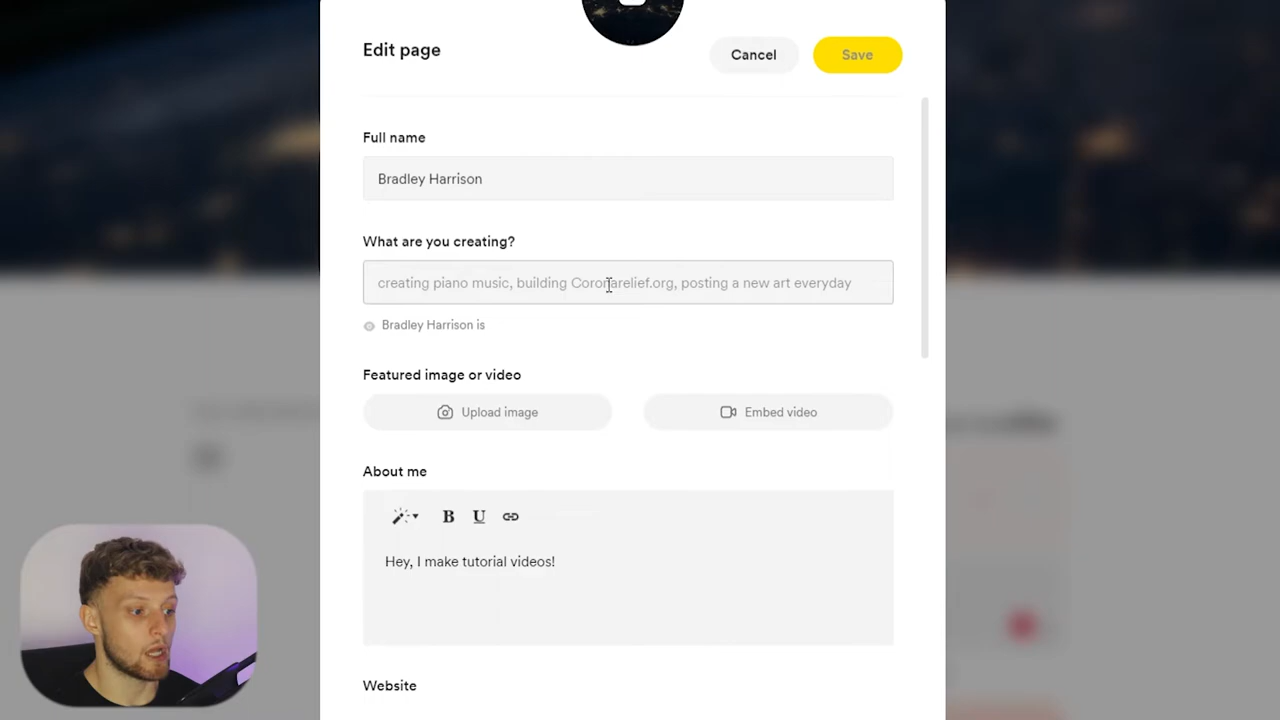 Edit page
Cancel
Save
Full name
Bradley Harrison
What are you creating?
creating piano music, building Coronarelief.org, posting a new art everyday
Bradley Harrison is
Featured image or video
Upload image
Embed video
About me
B U
Hey, I make tutorial videos!
Website